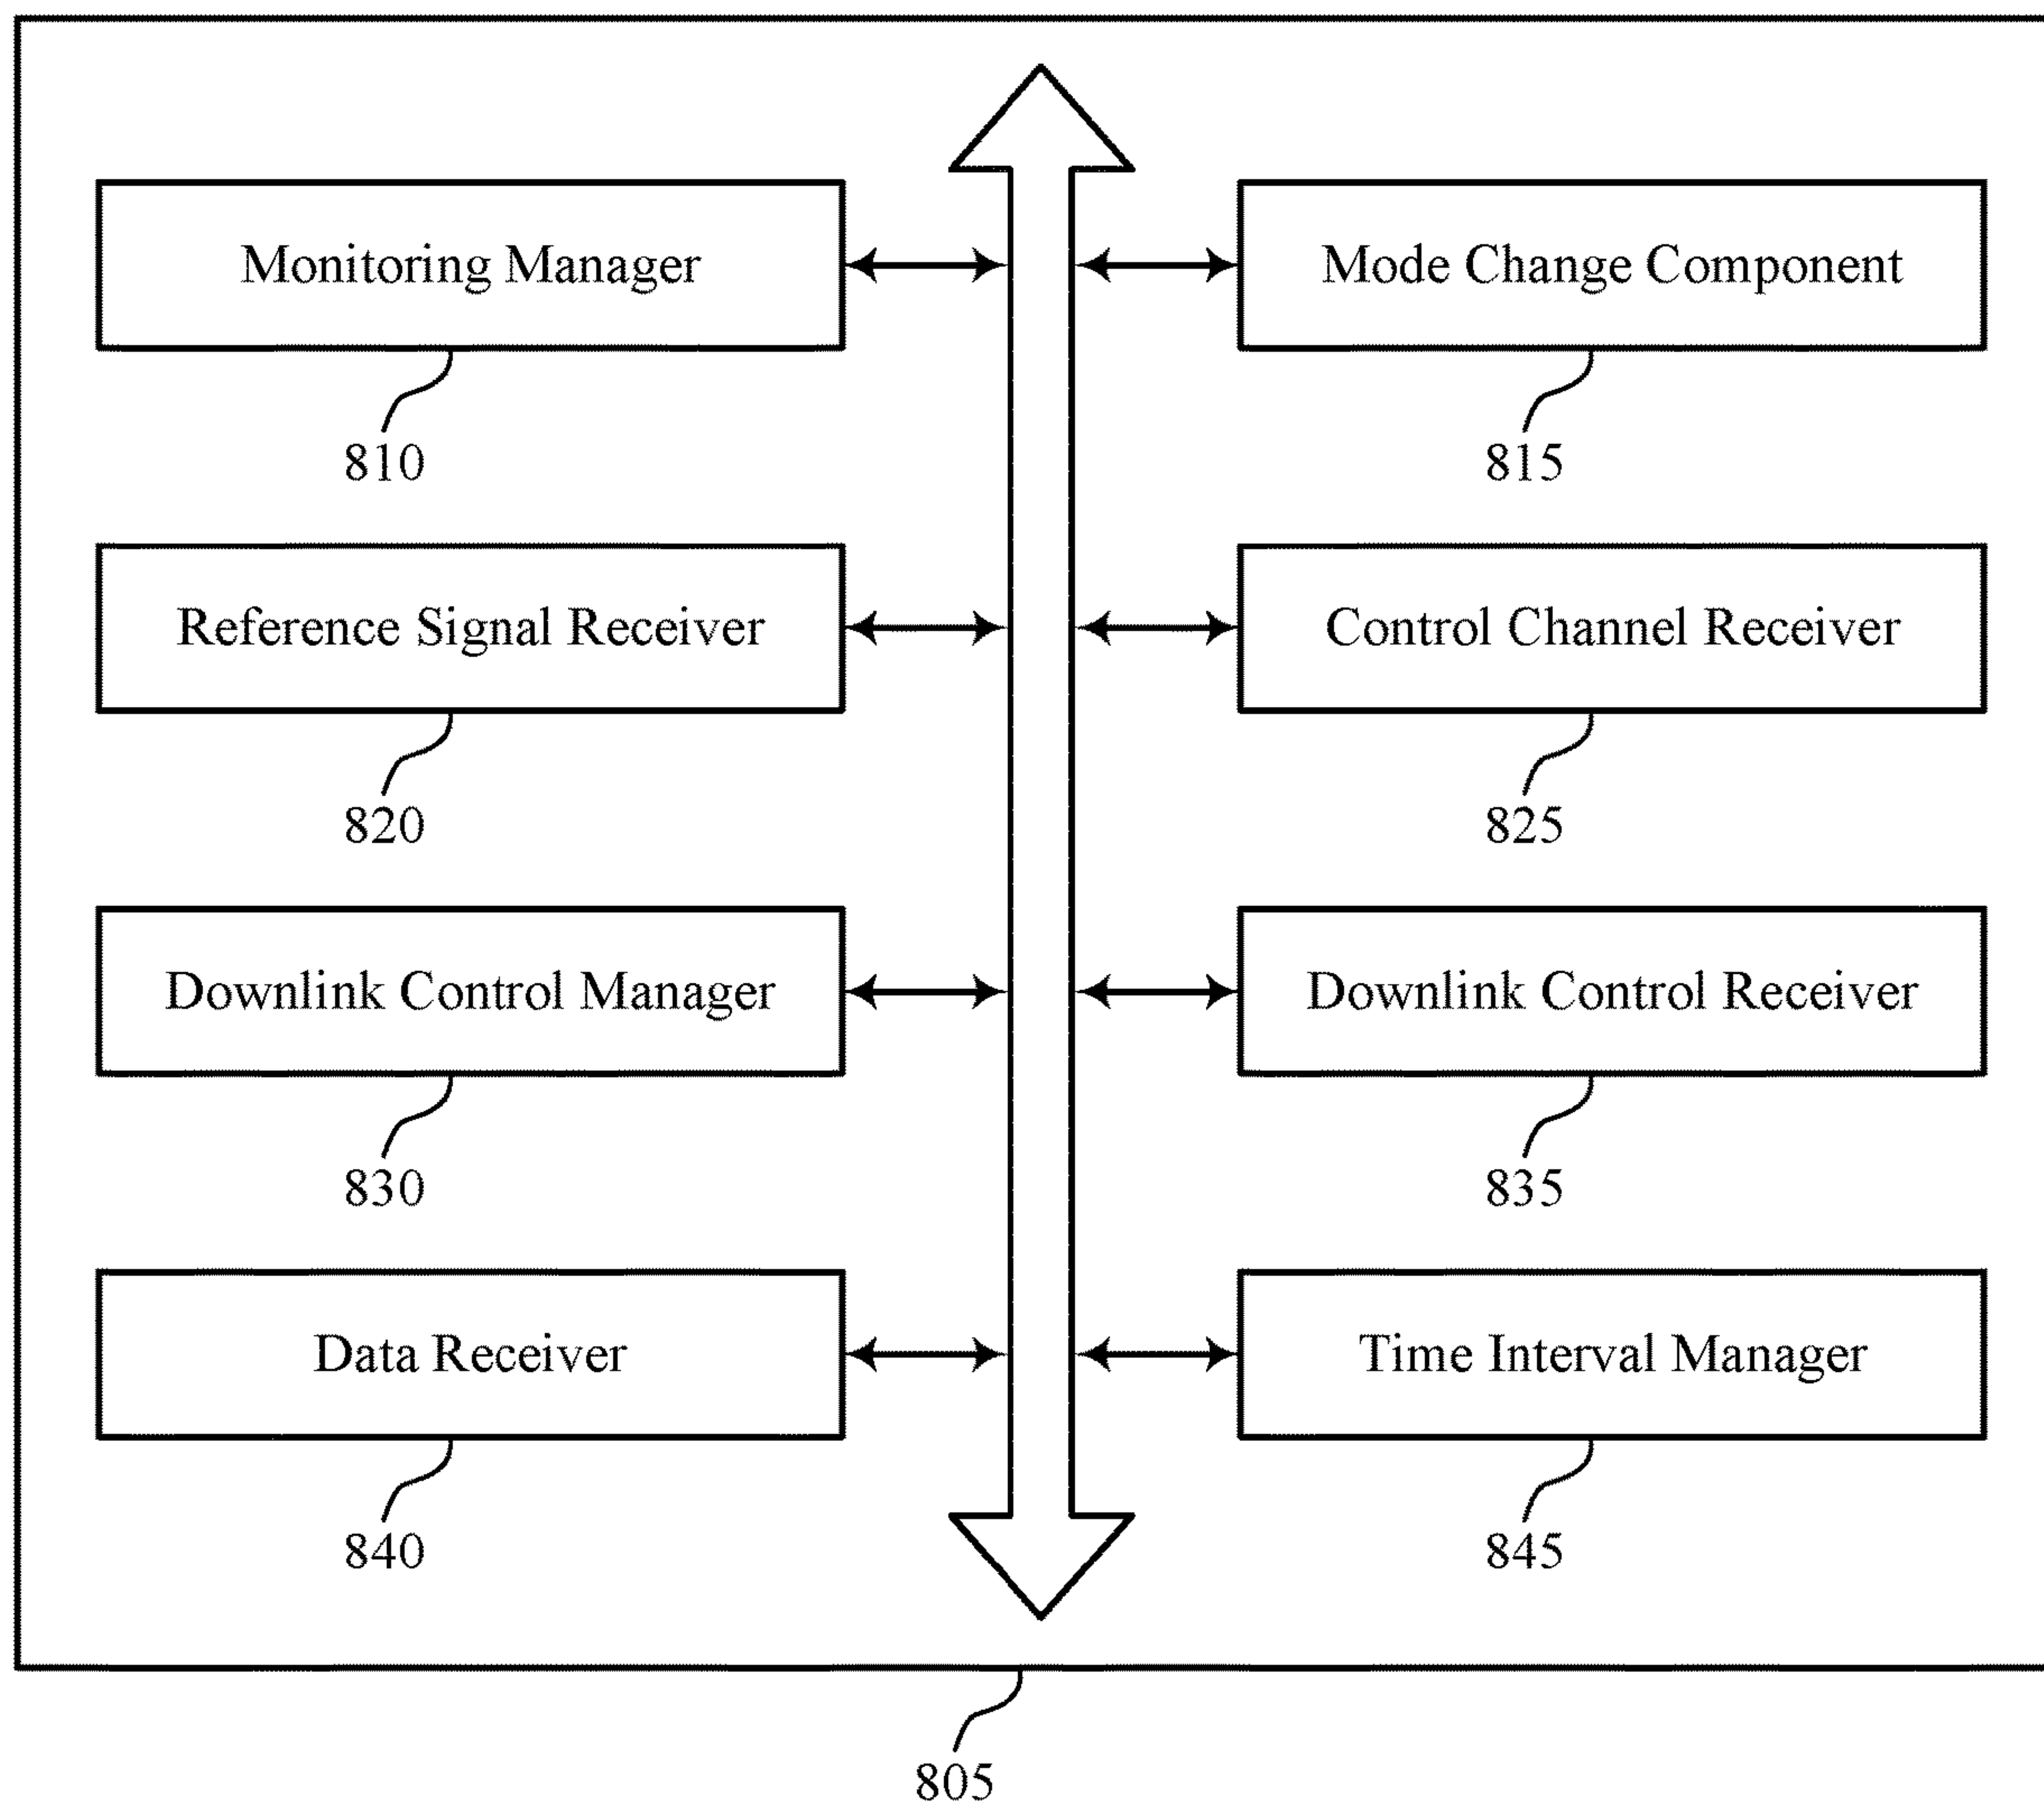 Monitoring Manager
Mode Change Component
810
815
Reference Signal Receiver
Control Channel Receiver
820
825
Downlink Control Manager
Downlink Control Receiver
830
835
Data Receiver
Time Interval Manager
840
845
805